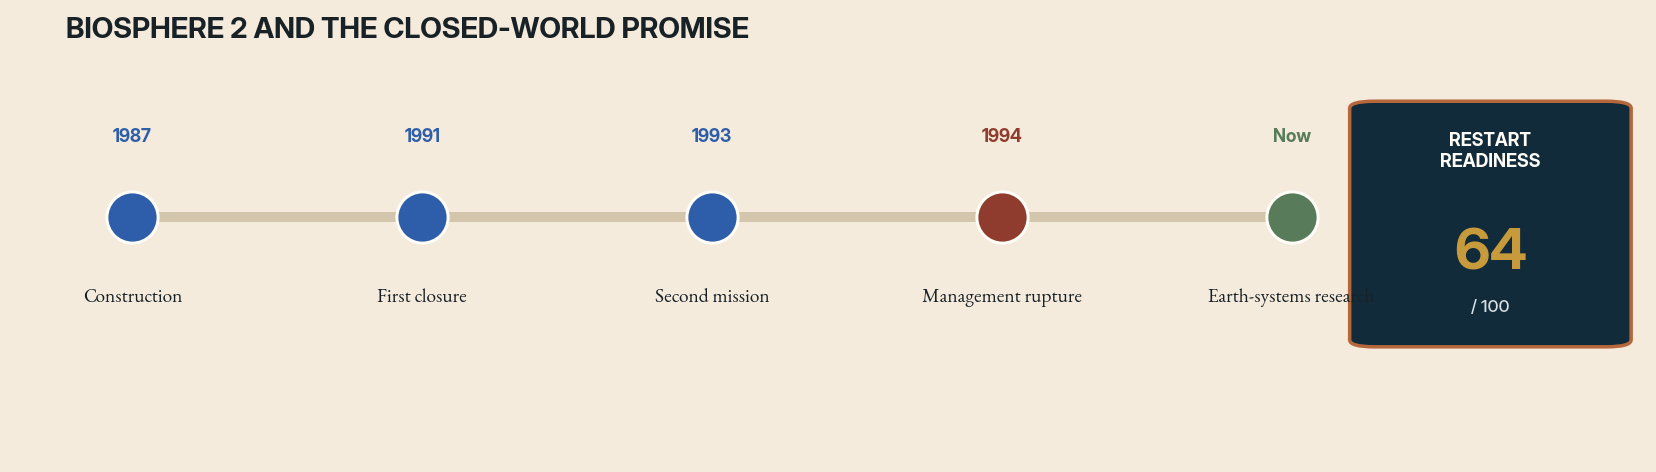 BIOSPHERE 2 AND THE CLOSED-WORLD PROMISE
1987
1991
1993
1994
Now
Construction
First closure
Second mission
Management rupture
Earth-systems research
RESTART
READINESS
64
/ 100